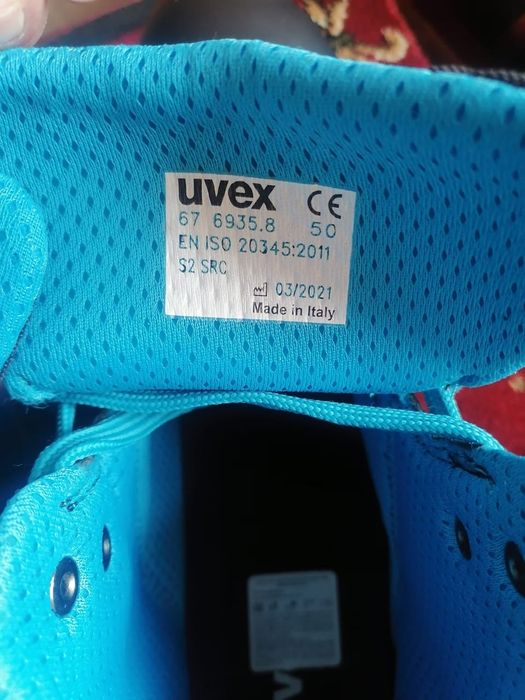 uvex CE
67 6935.8 50
EN ISO 20345:2011
S2 SRC
03/2021
Made in Italy